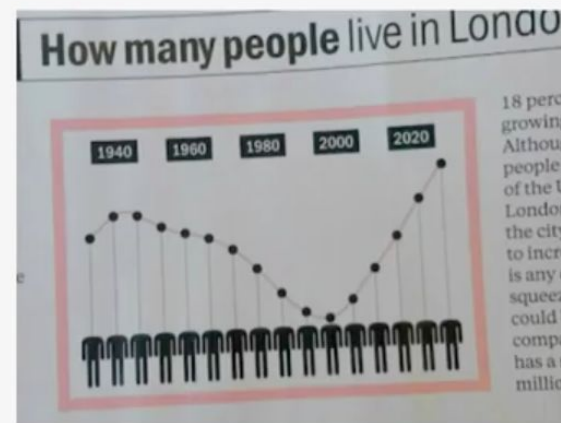 How many people live in Londo
1940 1960 1980 2000 2020
18 perc
growing
Althou
people
of the U
Londo
the city
to incr
is any
squeez
could
compa
has a
millio
e